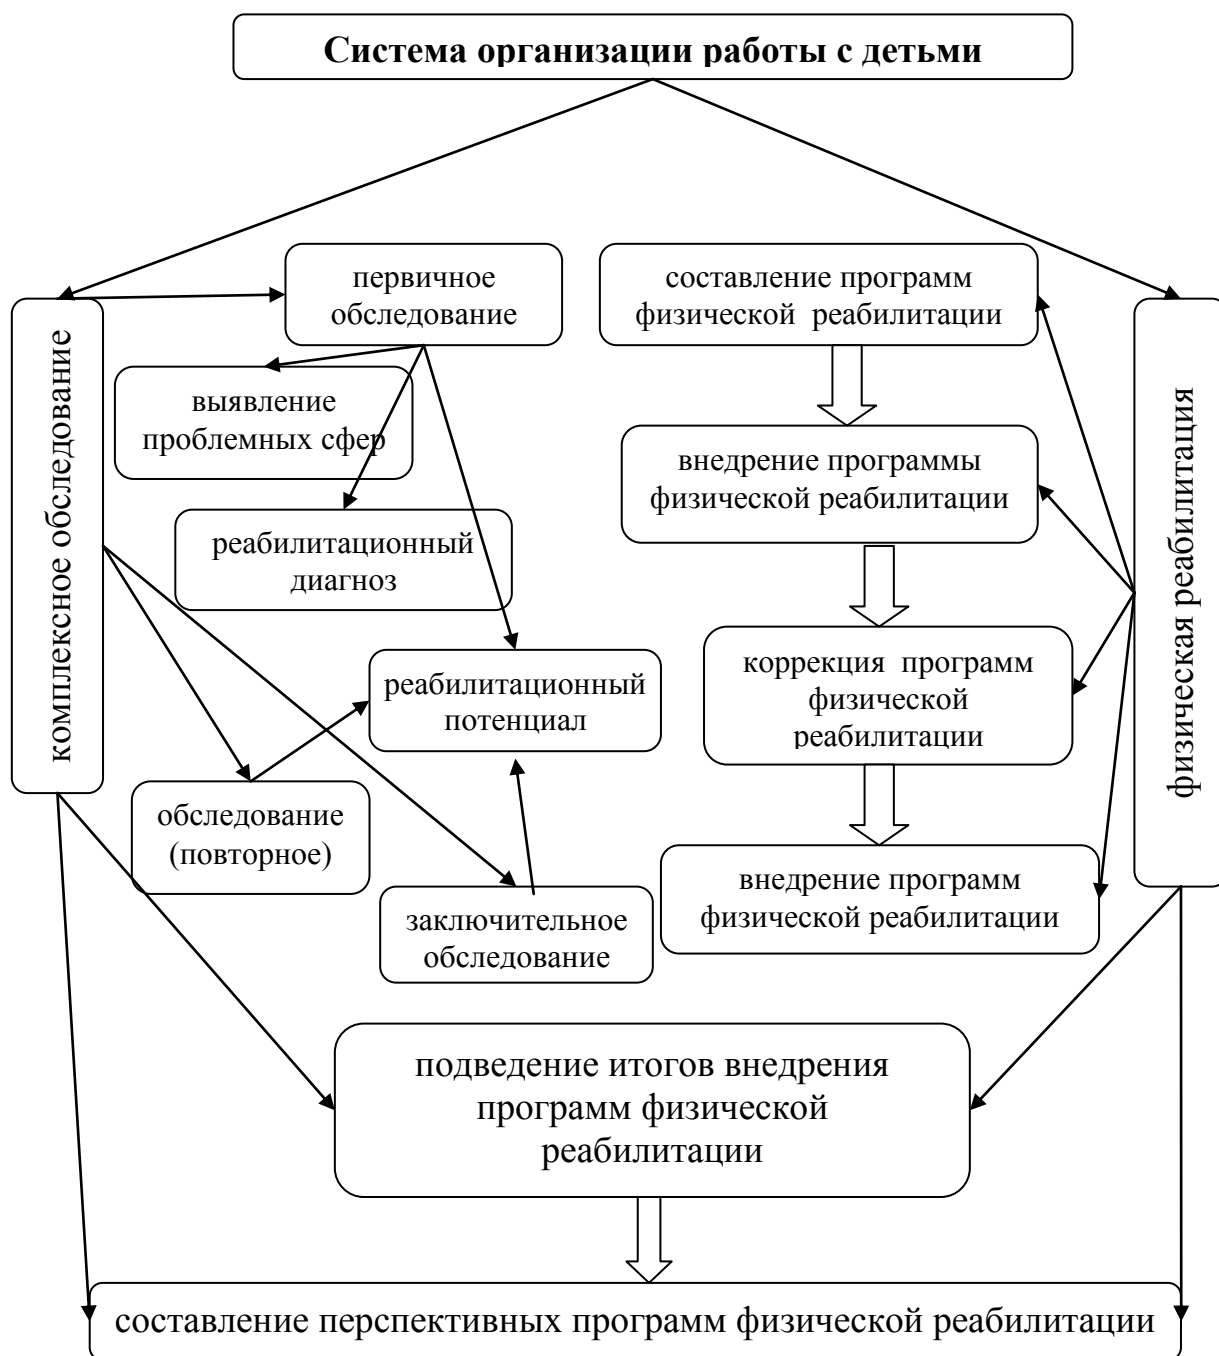 Система организации работы с детьми
первичное
обследование
составление программ
физической реабилитации
комплексное обследование
выявление
проблемных сфер
внедрение программы
физической реабилитации
физическая реабилитация
реабилитационный
диагноз
реабилитационный
потенциал
коррекция программ
физической
реабилитации
обследование
(повторное)
внедрение программ
физической реабилитации
заключительное
обследование
подведение итогов внедрения
программ физической
реабилитации
составление перспективных программ физической реабилитации